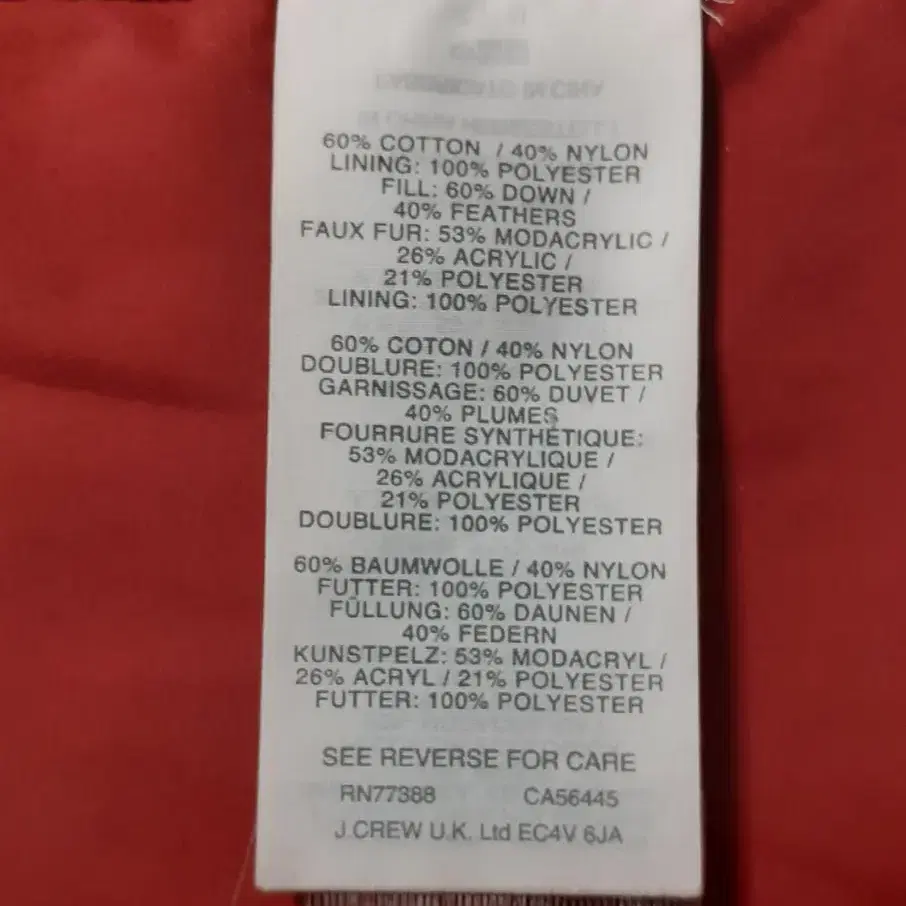 60% COTTON / 40% NYLON
LINING: 100% POLYESTER
FILL: 60% DOWN /
40% FEATHERS
FAUX FUR: 53% MODACRYLIC /
26% ACRYLIC /
21% POLYESTER
LINING: 100% POLYESTER
60% COTON / 40% NYLON
DOUBLURE: 100% POLYESTER
GARNISSAGE: 60% DUVET /
40% PLUMES
FOURRURE SYNTHÉTIQUE:
53% MODACRYLIQUE /
26% ACRYLIQUE /
21% POLYESTER
DOUBLURE: 100% POLYESTER
60% BAUMWOLLE / 40% NYLON
FUTTER: 100% POLYESTER
FÜLLUNG: 60% DAUNEN /
40% FEDERN
KUNSTPELZ: 53% MODACRYL /
26% ACRYL / 21% POLYESTER
FUTTER: 100% POLYESTER
SEE REVERSE FOR CARE
RN77388 CA56445
J.CREW U.K. Ltd EC4V 6JA